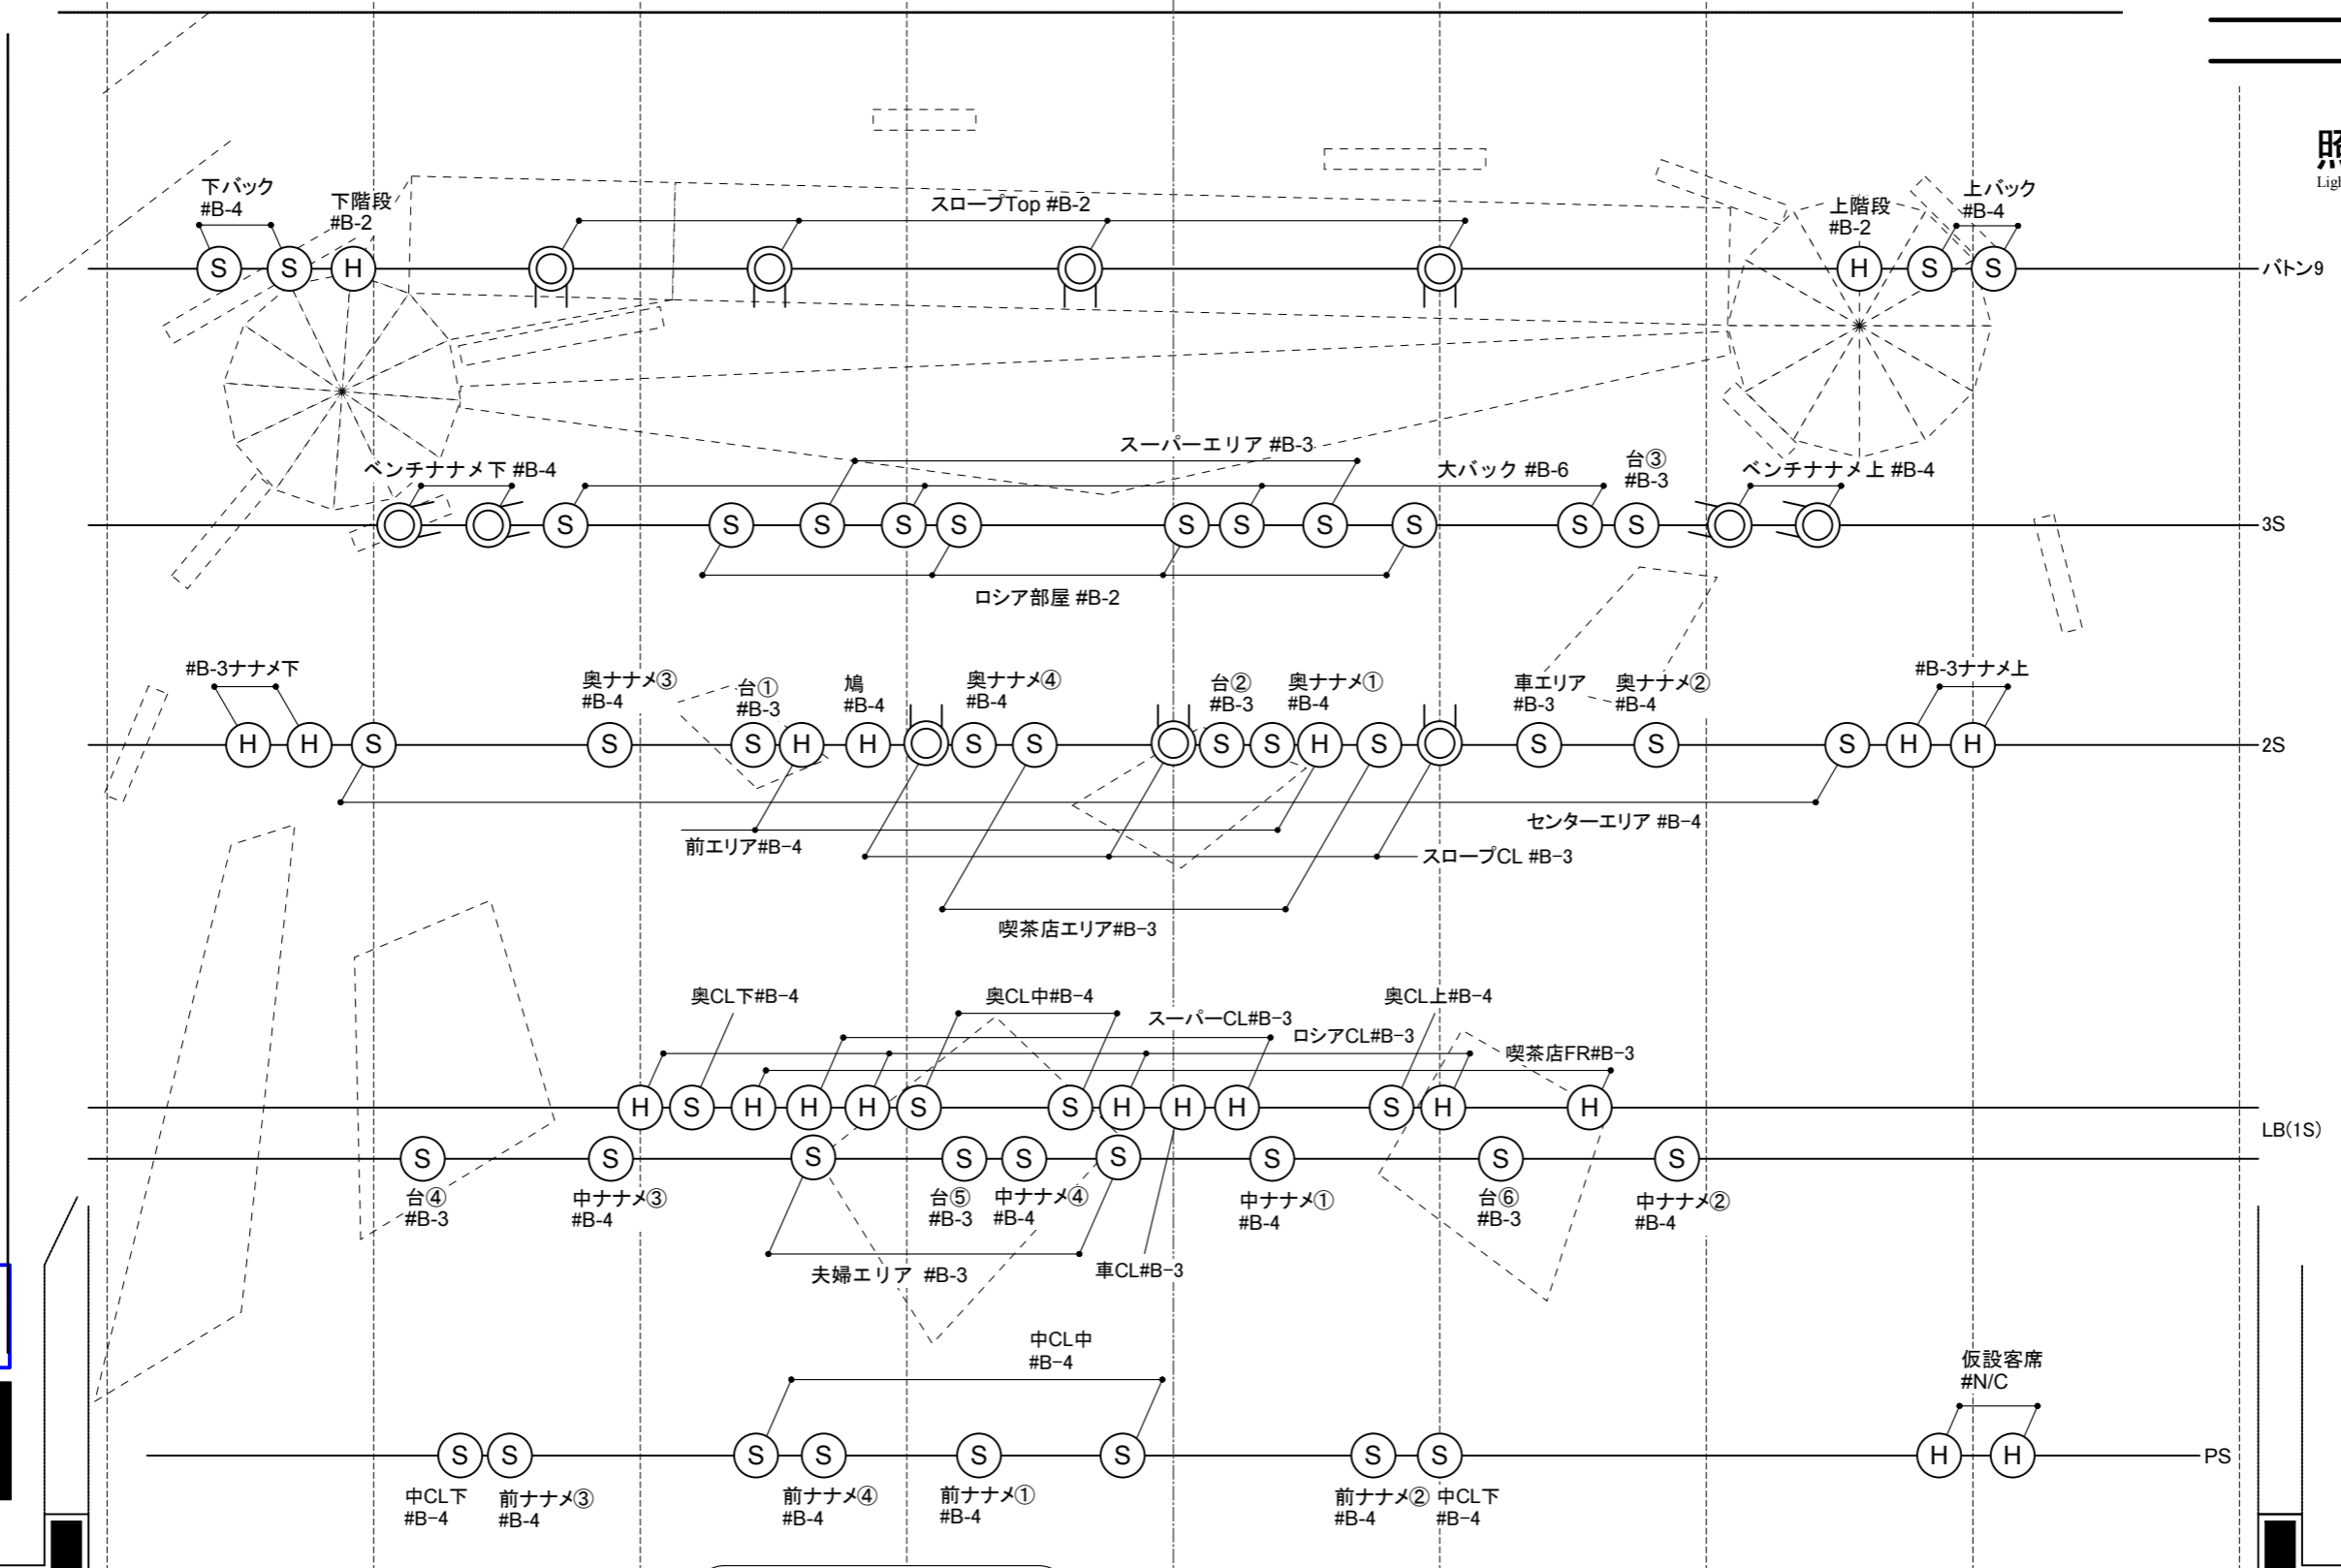 照
Ligh
下バック
#B-4
下階段
#B-2
スロープTop #B-2
上階段
#B-2
上バック
#B-4
S S H H S S
バトン9
ベンチナナメ下 #B-4
スーパーエリア #B-3
大バック #B-6
台③
#B-3
ベンチナナメ上 #B-4
S S S S S S S S S S S
3S
ロシア部屋 #B-2
#B-3ナナメ下
奥ナナメ③
#B-4
台①
#B-3
鳩
#B-4
奥ナナメ④
#B-4
台②
#B-3
奥ナナメ①
#B-4
車エリア
#B-3
奥ナナメ②
#B-4
#B-3ナナメ上
H H S S S H H S S S S H S S S S H H
2S
前エリア#B-4
センターエリア #B-4
スロープCL #B-3
喫茶店エリア#B-3
奥CL下#B-4
奥CL中#B-4
スーパーCL#B-3
ロシアCL#B-3
奥CL上#B-4
喫茶店FR#B-3
H S H H H S S H H H S H H
LB(1S)
S S S S S S S S S
台④
#B-3
中ナナメ③
#B-4
台⑤
#B-3
中ナナメ④
#B-4
中ナナメ①
#B-4
台⑥
#B-3
中ナナメ②
#B-4
夫婦エリア #B-3
車CL#B-3
中CL中
#B-4
仮設客席
#N/C
S S S S S S S S H H
PS
中CL下
#B-4
前ナナメ③
#B-4
前ナナメ④
#B-4
前ナナメ①
#B-4
前ナナメ②
#B-4
中CL下
#B-4